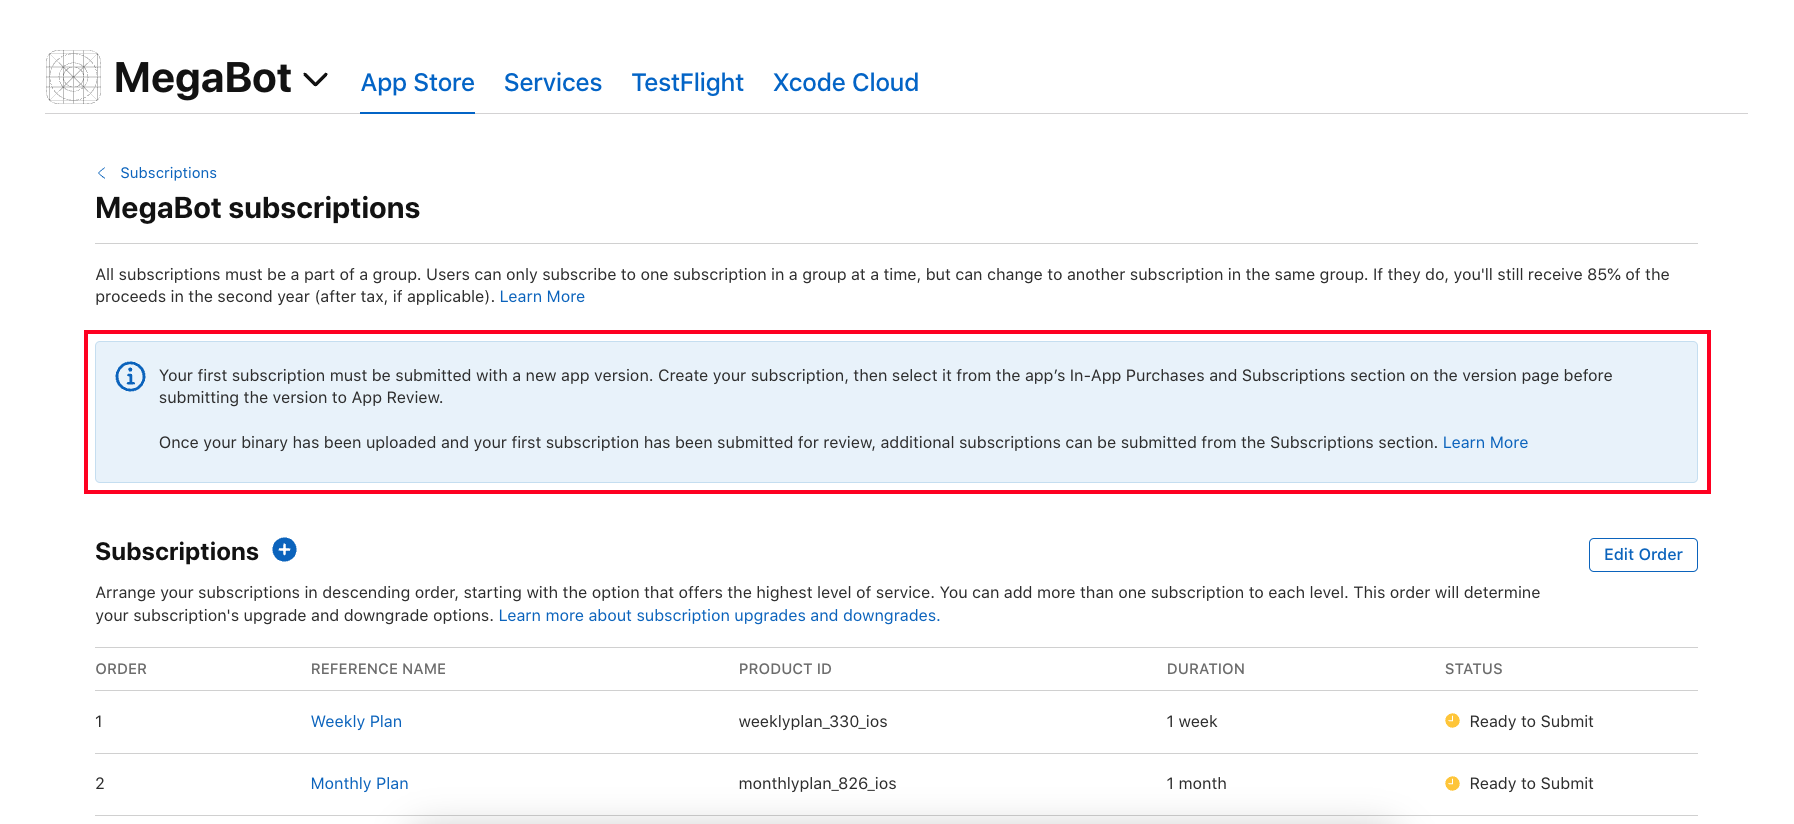 MegaBot
App Store Services TestFlight Xcode Cloud
Subscriptions
MegaBot subscriptions
All subscriptions must be a part of a group. Users can only subscribe to one subscription in a group at a time, but can change to another subscription in the same group. If they do, you'll still receive 85% of the
proceeds in the second year (after tax, if applicable). Learn More
Your first subscription must be submitted with a new app version. Create your subscription, then select it from the app’s In-App Purchases and Subscriptions section on the version page before
submitting the version to App Review.
Once your binary has been uploaded and your first subscription has been submitted for review, additional subscriptions can be submitted from the Subscriptions section. Learn More
Subscriptions
Edit Order
Arrange your subscriptions in descending order, starting with the option that offers the highest level of service. You can add more than one subscription to each level. This order will determine
your subscription's upgrade and downgrade options. Learn more about subscription upgrades and downgrades.
ORDER REFERENCE NAME PRODUCT ID DURATION STATUS
1 Weekly Plan weeklyplan_330_ios 1 week Ready to Submit
2 Monthly Plan monthlyplan_826_ios 1 month Ready to Submit